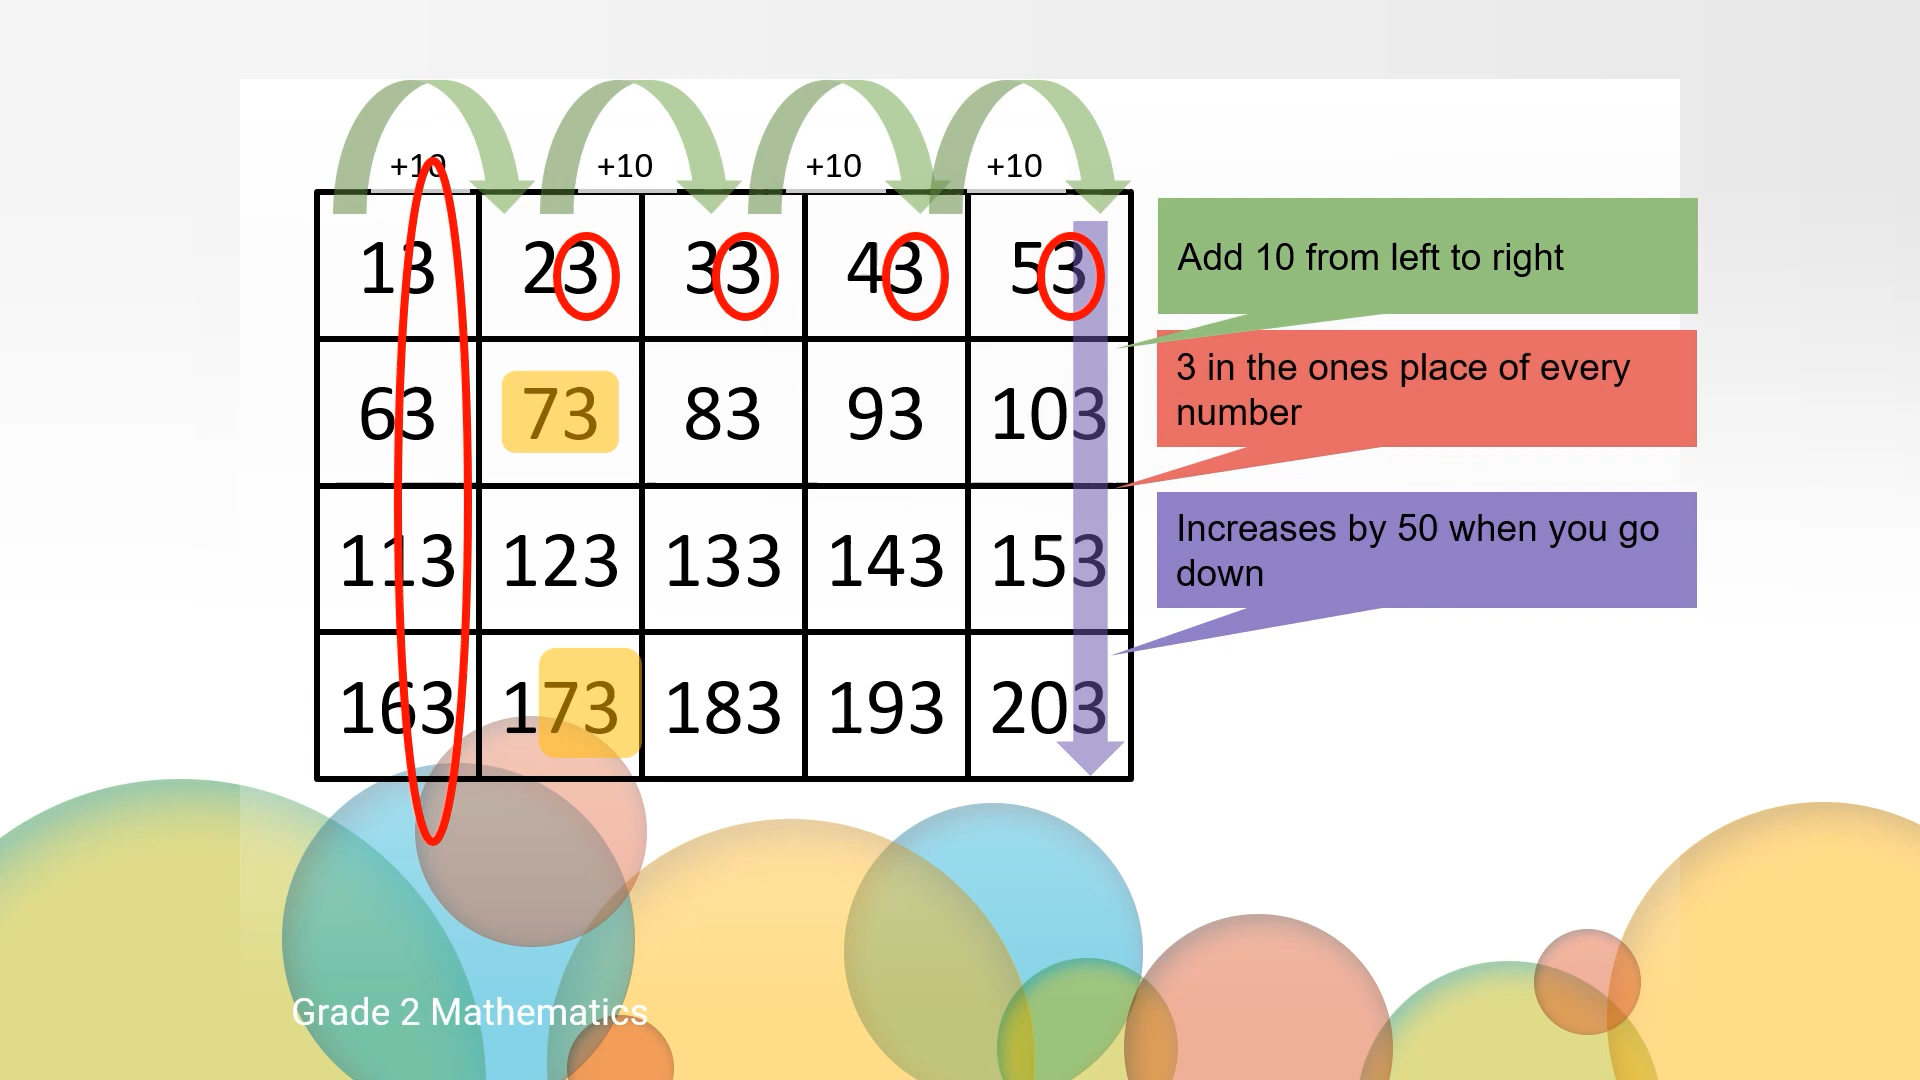 +10 +10 +10 +10
13 23 33 43 53
63 73 83 93 103
113 123 133 143 153
163 173 183 193 203
Add 10 from left to right
3 in the ones place of every
number
Increases by 50 when you go
down
Grade 2 Mathematics